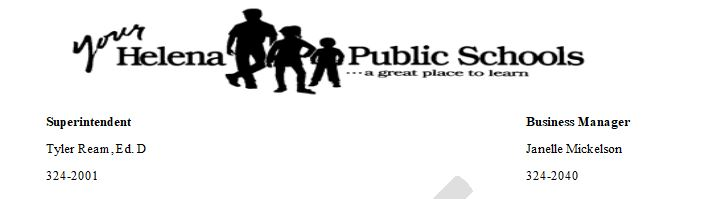 your Helena Public Schools
...a great place to learn
Superintendent
Business Manager
Tyler Ream, Ed. D
Janelle Mickelson
324-2001
324-2040